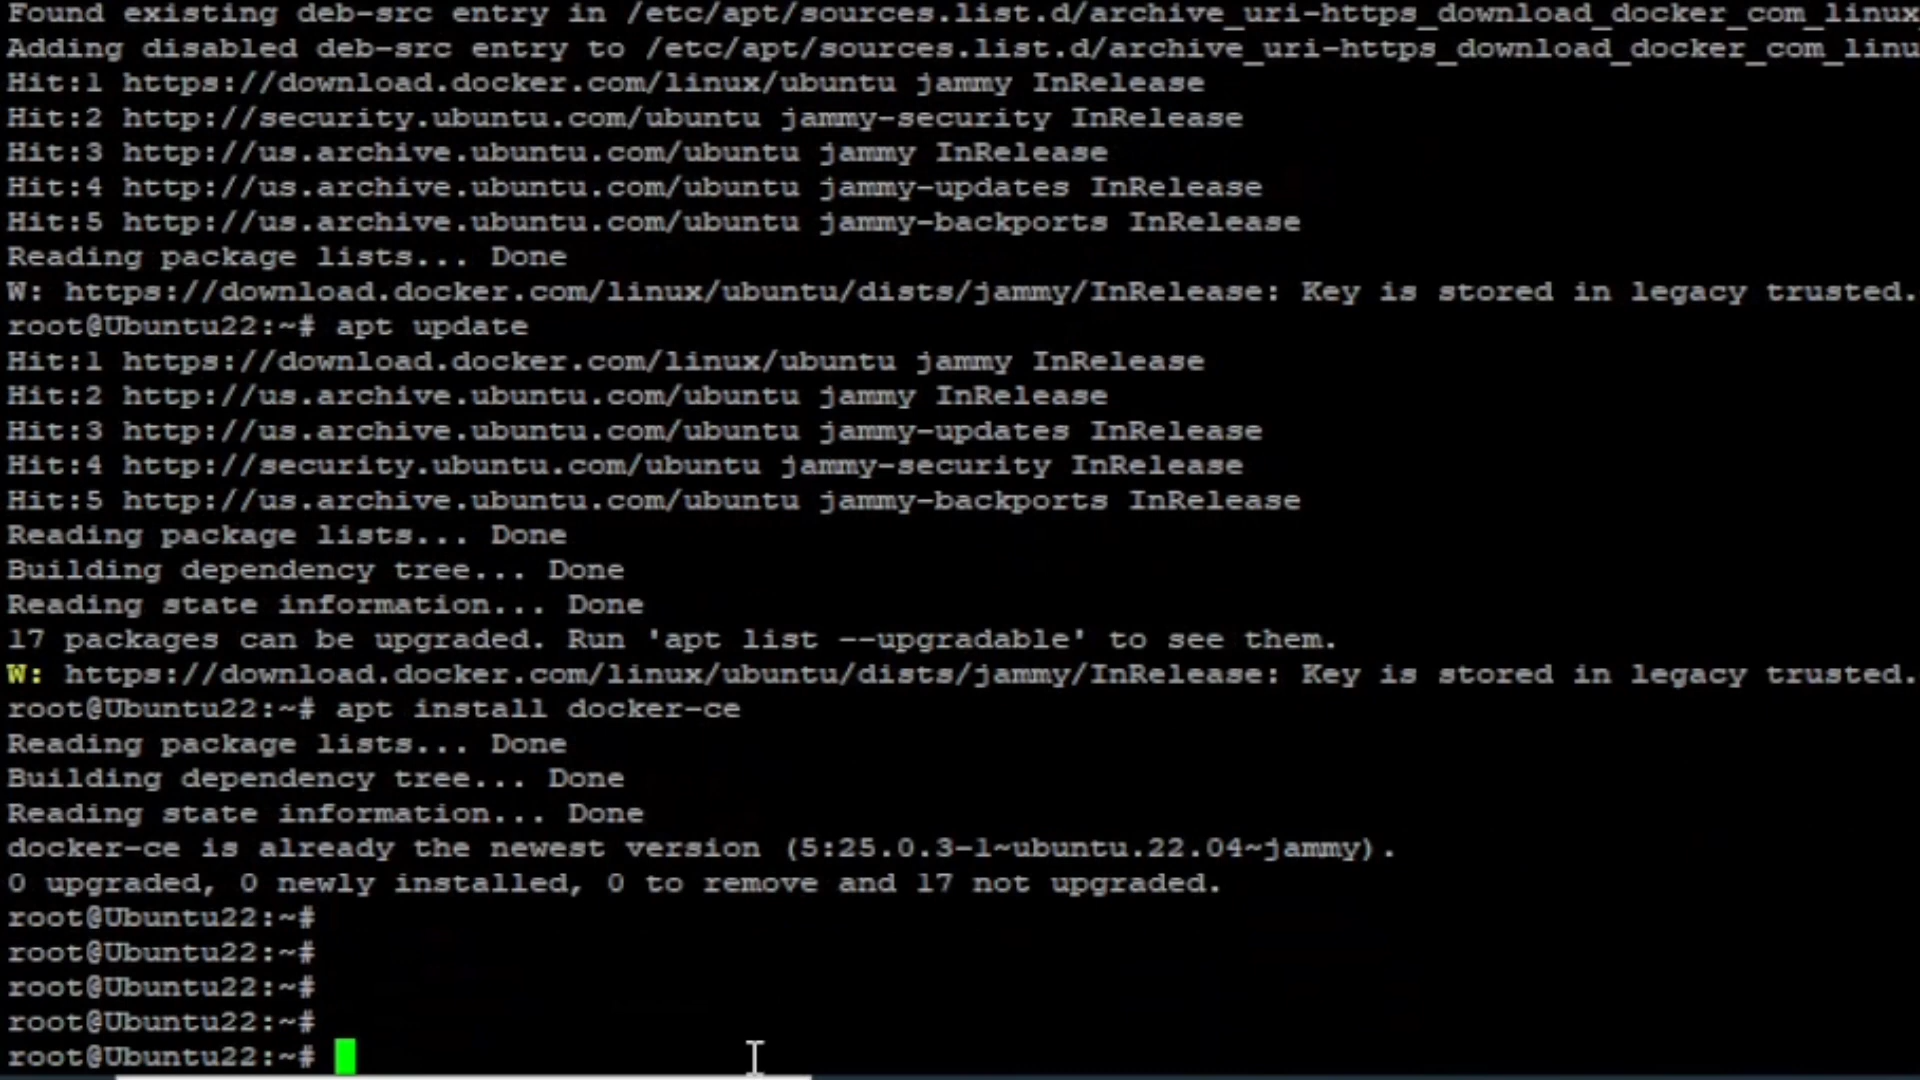 Found existing deb-src entry in /etc/apt/sources.list.d/archive_uri-https_download_docker_com_linux
Adding disabled deb-src entry to /etc/apt/sources.list.d/archive_uri-https_download_docker_com_linu
Hit:1 https://download.docker.com/linux/ubuntu jammy InRelease
Hit:2 http://security.ubuntu.com/ubuntu jammy-security InRelease
Hit:3 http://us.archive.ubuntu.com/ubuntu jammy InRelease
Hit:4 http://us.archive.ubuntu.com/ubuntu jammy-updates InRelease
Hit:5 http://us.archive.ubuntu.com/ubuntu jammy-backports InRelease
Reading package lists... Done
W: https://download.docker.com/linux/ubuntu/dists/jammy/InRelease: Key is stored in legacy trusted.
root@Ubuntu22:~# apt update
Hit:1 https://download.docker.com/linux/ubuntu jammy InRelease
Hit:2 http://us.archive.ubuntu.com/ubuntu jammy InRelease
Hit:3 http://us.archive.ubuntu.com/ubuntu jammy-updates InRelease
Hit:4 http://security.ubuntu.com/ubuntu jammy-security InRelease
Hit:5 http://us.archive.ubuntu.com/ubuntu jammy-backports InRelease
Reading package lists... Done
Building dependency tree... Done
Reading state information... Done
17 packages can be upgraded. Run 'apt list --upgradable' to see them.
W: https://download.docker.com/linux/ubuntu/dists/jammy/InRelease: Key is stored in legacy trusted.
root@Ubuntu22:~# apt install docker-ce
Reading package lists... Done
Building dependency tree... Done
Reading state information... Done
docker-ce is already the newest version (5:25.0.3-1~ubuntu.22.04~jammy).
0 upgraded, 0 newly installed, 0 to remove and 17 not upgraded.
root@Ubuntu22:~#
root@Ubuntu22:~#
root@Ubuntu22:~#
root@Ubuntu22:~#
root@Ubuntu22:~#